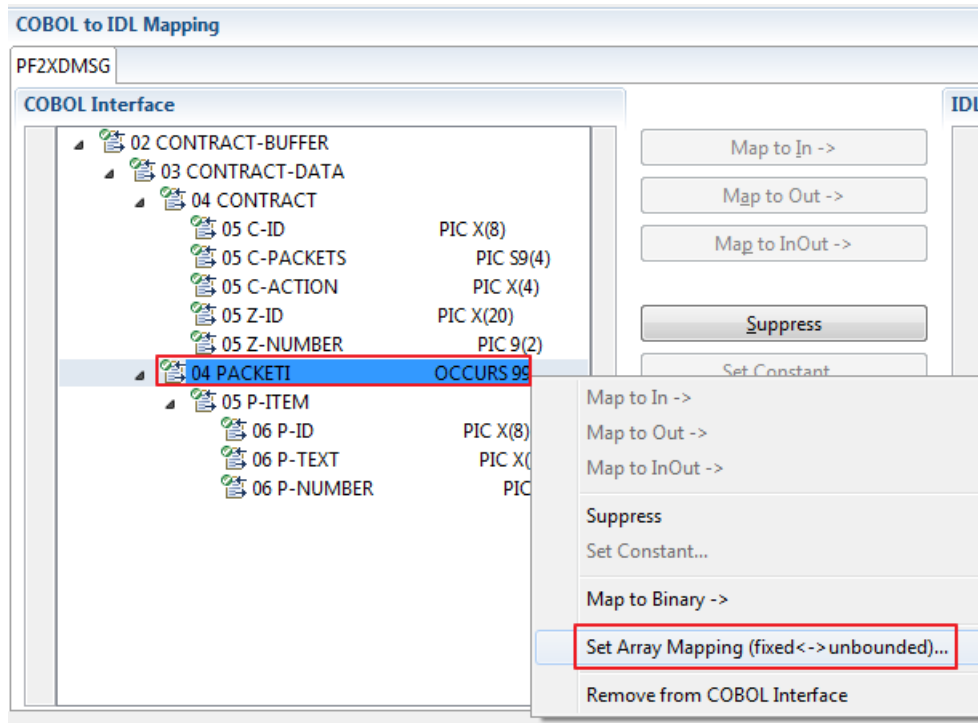 COBOL to IDL Mapping
PF2XDMSG
COBOL Interface
IDL
02 CONTRACT-BUFFER
03 CONTRACT-DATA
04 CONTRACT
05 C-ID PIC X(8)
05 C-PACKETS PIC S9(4)
05 C-ACTION PIC X(4)
05 Z-ID PIC X(20)
05 Z-NUMBER PIC 9(2)
04 PACKETI OCCURS 99
05 P-ITEM
06 P-ID PIC X(8)
06 P-TEXT PIC X(
06 P-NUMBER PIC
Map to In ->
Map to Out ->
Map to InOut ->
Suppress
Set Constant
Map to In ->
Map to Out ->
Map to InOut ->
Suppress
Set Constant...
Map to Binary ->
Set Array Mapping (fixed<->unbounded)...
Remove from COBOL Interface